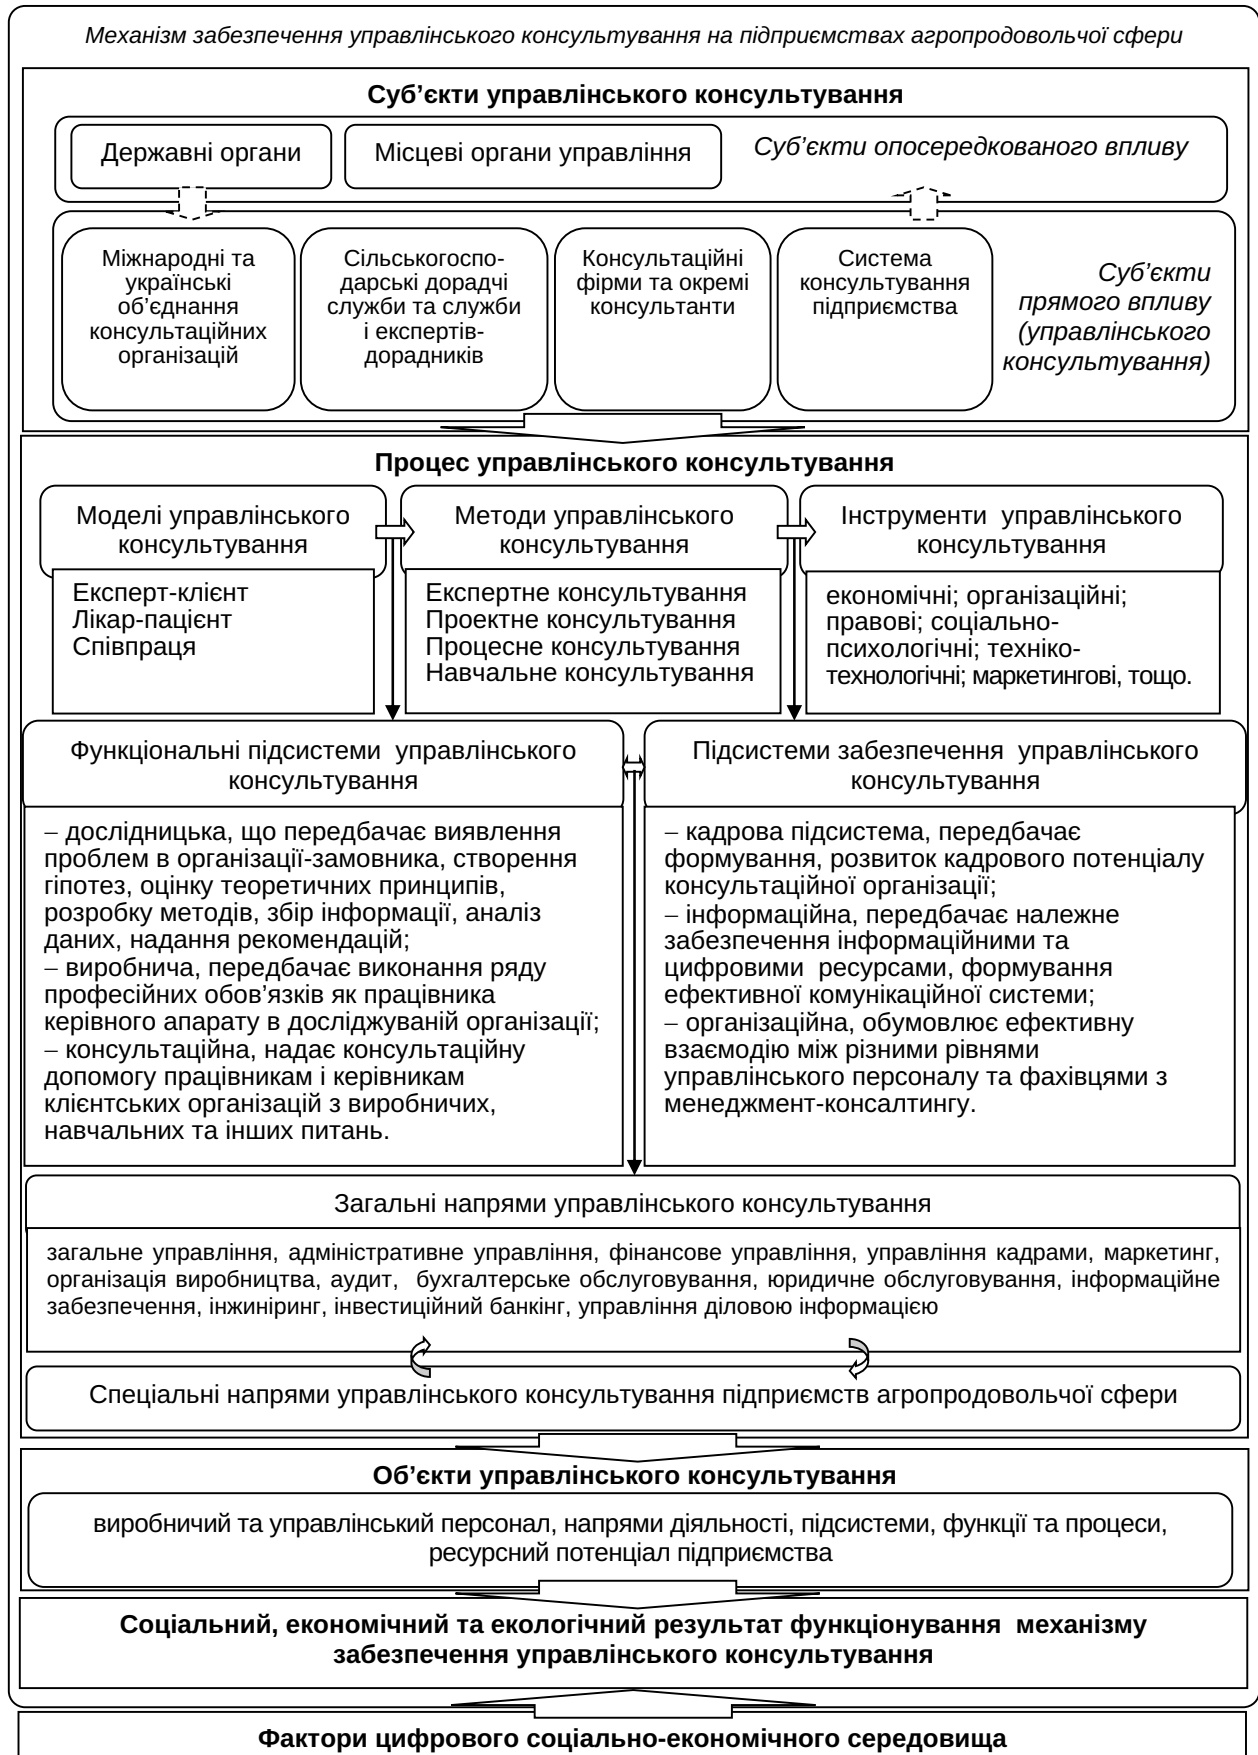 Механізм забезпечення управлінського консультування на підприємствах агропродовольчої сфери
Суб’єкти управлінського консультування
Державні органи
Місцеві органи управління
Суб’єкти опосередкованого впливу
Міжнародні та
українські
об’єднання
консультаційних
організацій
Сільськогоспо-
дарські дорадчі
служби та служби
і експертів-
дорадників
Консультаційні
фірми та окремі
консультанти
Система
консультування
підприємства
Суб’єкти
прямого впливу
(управлінського
консультування)
Процес управлінського консультування
Моделі управлінського
консультування
Експерт-клієнт
Лікар-пацієнт
Співпраця
Методи управлінського
консультування
Експертне консультування
Проектне консультування
Процесне консультування
Навчальне консультування
Інструменти управлінського
консультування
економічні; організаційні;
правові; соціально-
психологічні; техніко-
технологічні; маркетингові, тощо.
Функціональні підсистеми управлінського
консультування
– дослідницька, що передбачає виявлення
проблем в організації-замовника, створення
гіпотез, оцінку теоретичних принципів,
розробку методів, збір інформації, аналіз
даних, надання рекомендацій;
– виробнича, передбачає виконання ряду
професійних обов’язків як працівника
керівного апарату в досліджуваній організації;
– консультаційна, надає консультаційну
допомогу працівникам і керівникам
клієнтських організацій з виробничих,
навчальних та інших питань.
Підсистеми забезпечення управлінського
консультування
– кадрова підсистема, передбачає
формування, розвиток кадрового потенціалу
консультаційної організації;
– інформаційна, передбачає належне
забезпечення інформаційними та
цифровими ресурсами, формування
ефективної комунікаційної системи;
– організаційна, обумовлює ефективну
взаємодію між різними рівнями
управлінського персоналу та фахівцями з
менеджмент-консалтингу.
Загальні напрями управлінського консультування
загальне управління, адміністративне управління, фінансове управління, управління кадрами, маркетинг,
організація виробництва, аудит, бухгалтерське обслуговування, юридичне обслуговування, інформаційне
забезпечення, інжиніринг, інвестиційний банкінг, управління діловою інформацією
Спеціальні напрями управлінського консультування підприємств агропродовольчої сфери
Об’єкти управлінського консультування
виробничий та управлінський персонал, напрями діяльності, підсистеми, функції та процеси,
ресурсний потенціал підприємства
Соціальний, економічний та екологічний результат функціонування механізму
забезпечення управлінського консультування
Фактори цифрового соціально-економічного середовища